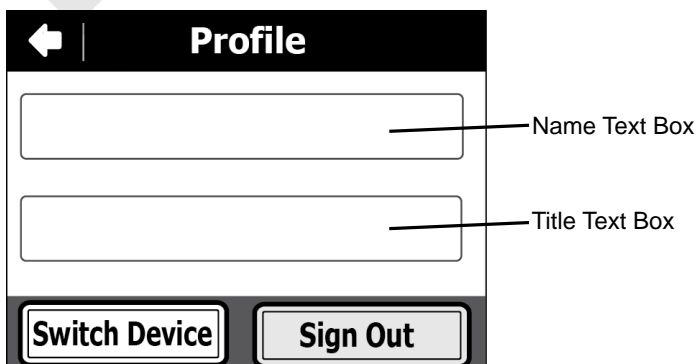 Profile
Name Text Box
Title Text Box
Switch Device
Sign Out